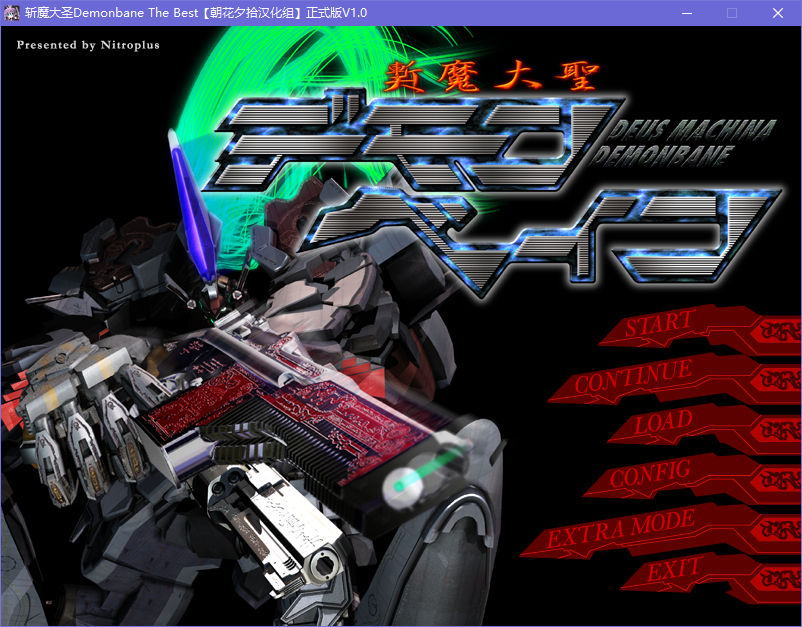 斩魔大圣Demonbane The Best【朝花夕拾汉化组】正式版V1.0
Presented by Nitroplus
斬魔大聖
デモンベイン
DEUS MACHINA
DEMONBANE
START
CONTINUE
LOAD
CONFIG
EXTRA MODE
EXIT